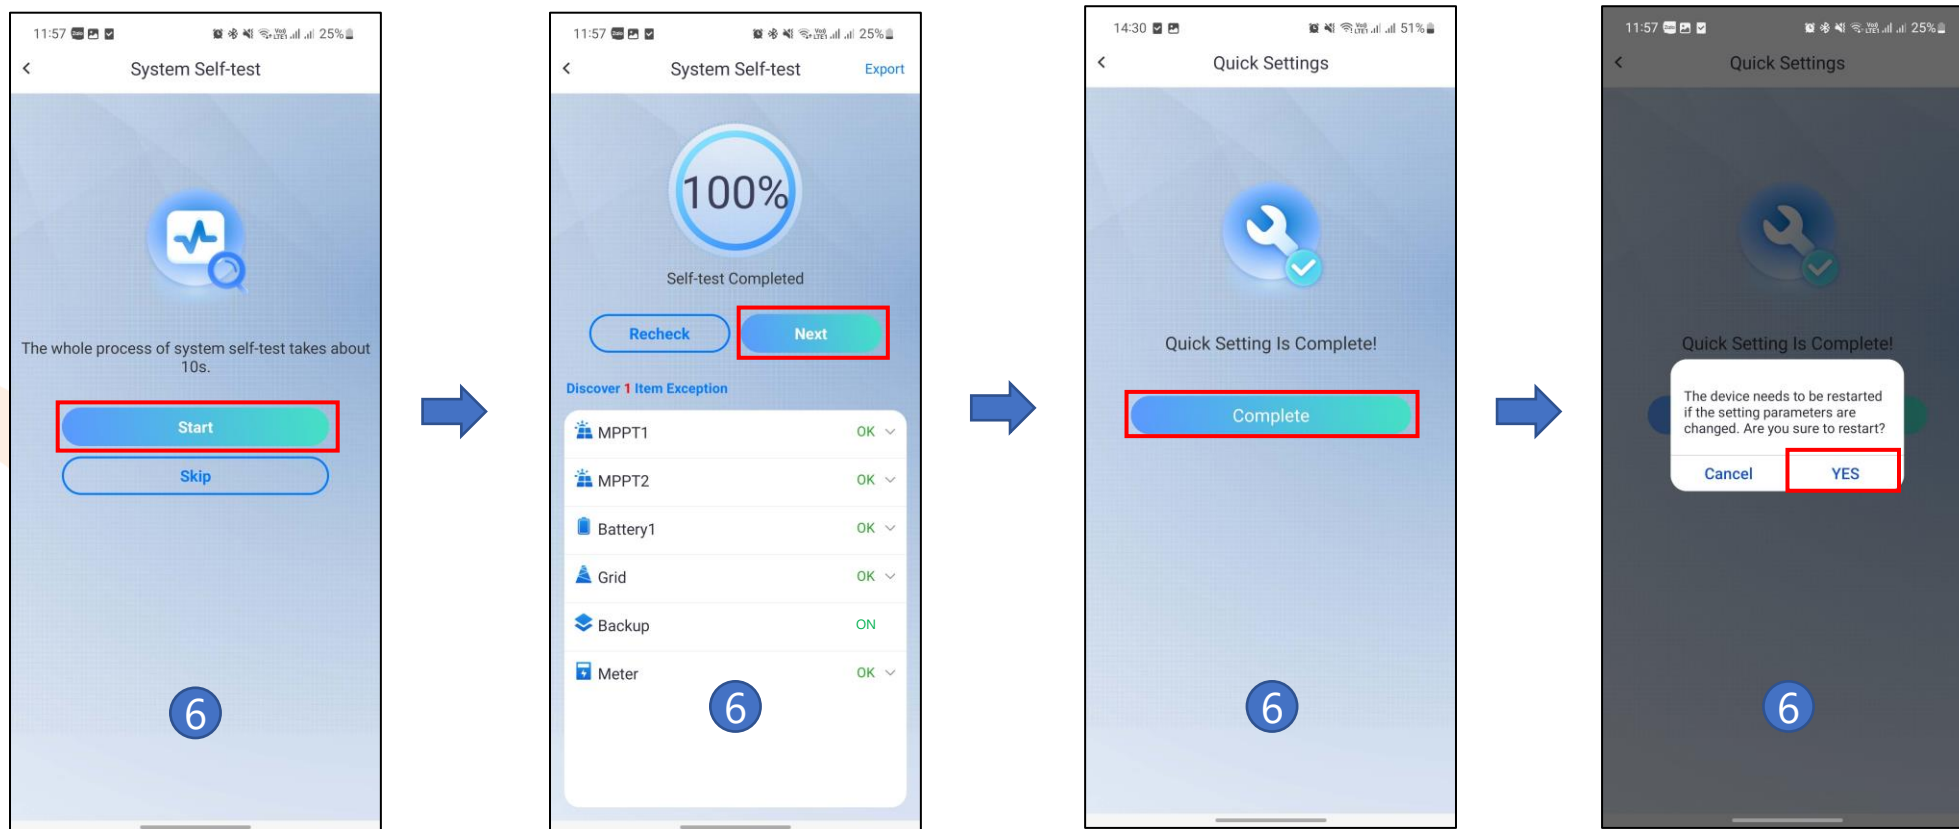 11:57
25%
System Self-test
The whole process of system self-test takes about
10s.
Start
Skip
6
11:57
25%
System Self-test
Export
100%
Self-test Completed
Recheck
Next
Discover 1 Item Exception
MPPT1
OK
MPPT2
OK
Battery1
OK
Grid
OK
Backup
ON
Meter
OK
6
14:30
51%
Quick Settings
Quick Setting Is Complete!
Complete
6
11:57
25%
Quick Settings
Quick Setting Is Complete!
The device needs to be restarted
if the setting parameters are
changed. Are you sure to restart?
Cancel
YES
6